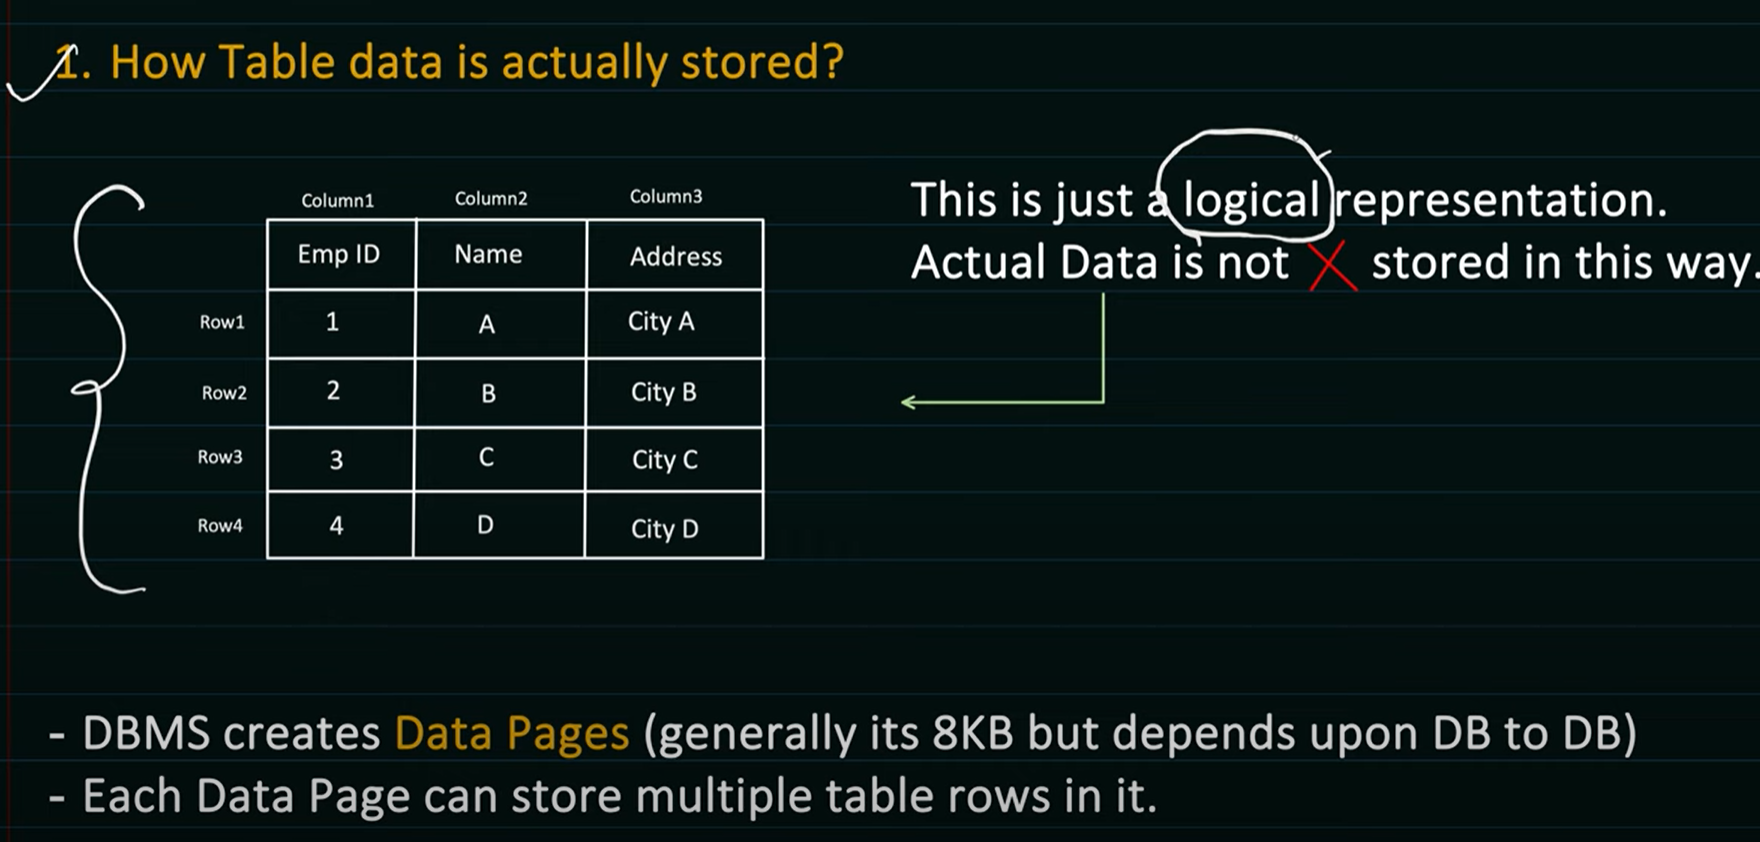 1. How Table data is actually stored?
This is just a logical representation.
Actual Data is not stored in this way.
Column1 Column2 Column3
Emp ID Name Address
Row1 1 A City A
Row2 2 B City B
Row3 3 C City C
Row4 4 D City D
- DBMS creates Data Pages (generally its 8KB but depends upon DB to DB)
- Each Data Page can store multiple table rows in it.